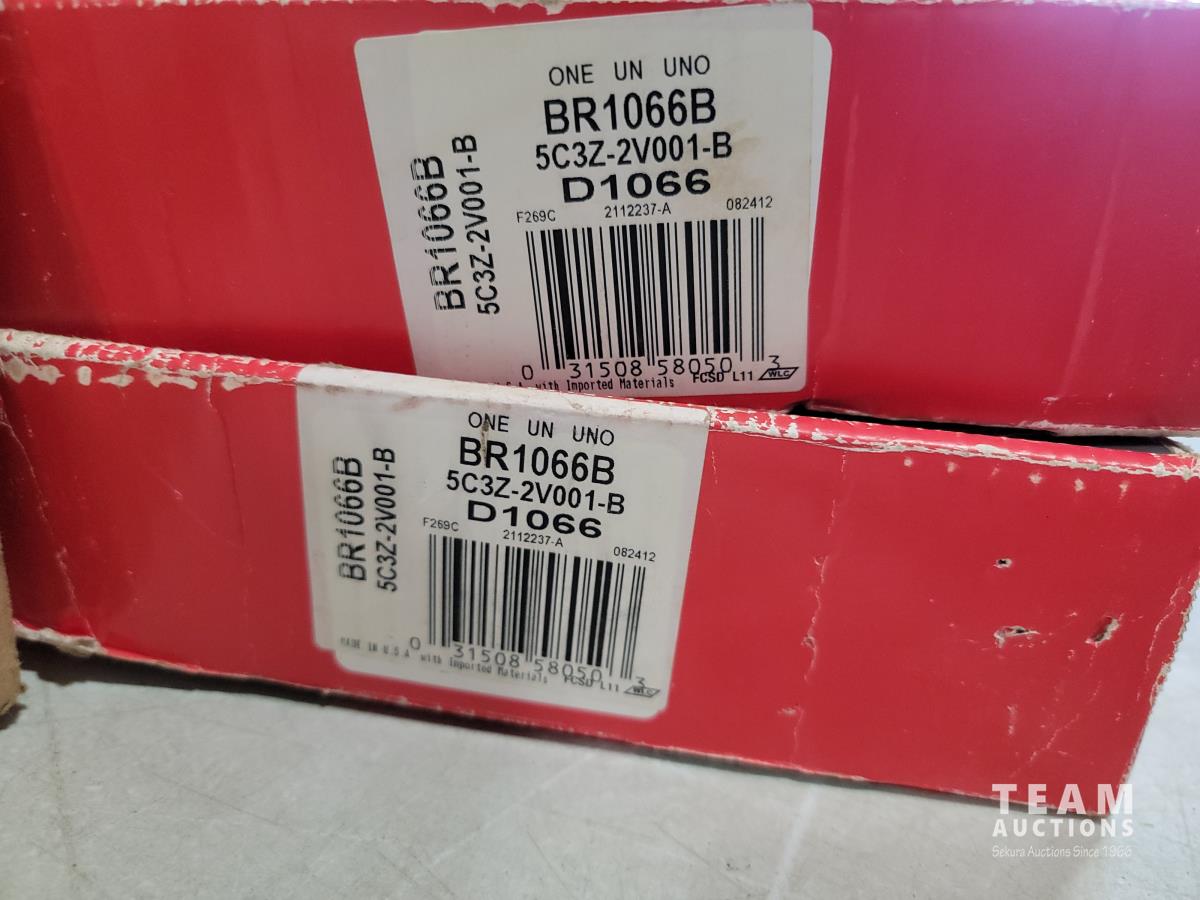 ONE UN UNO
BR1066B
5C3Z-2V001-B
D1066
F269C 2112237-A 082412
BR1066B
5C3Z-2V001-B
0 31508 58050 3
U.S.A with Imported Materials FCSD L11 WLC
ONE UN UNO
BR1066B
5C3Z-2V001-B
D1066
F269C 2112237-A 082412
BR1066B
5C3Z-2V001-B
0 31508 58050 3
MADE IN U.S.A with Imported Materials FCSD L11 WLC
TEAM
AUCTIONS
Sekura Auctions Since 1966